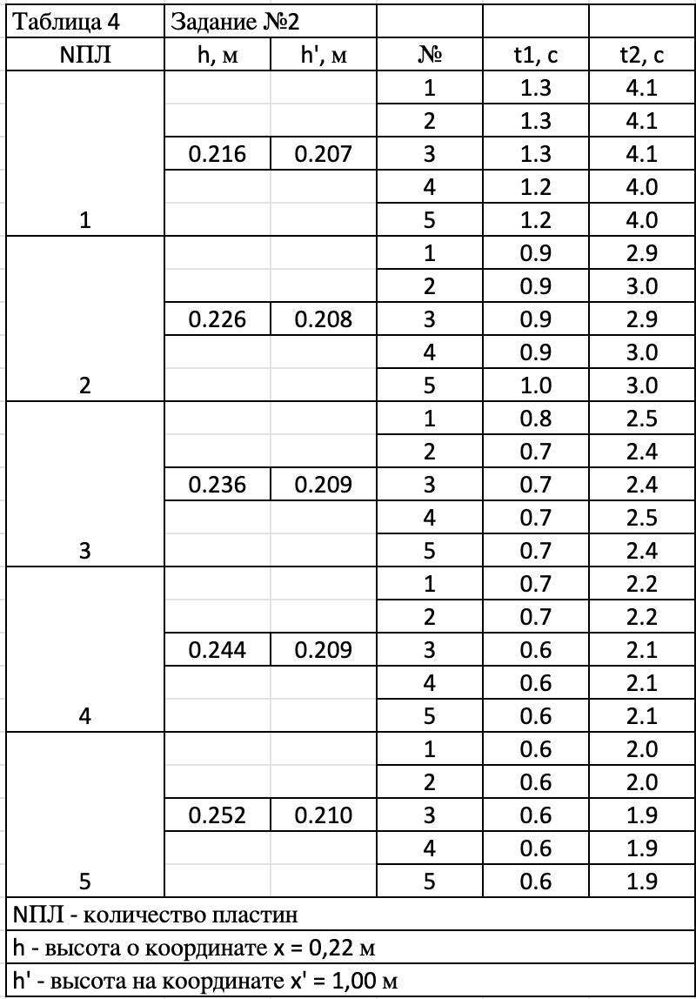 Таблица 4 Задание №2
NПЛ h, м h', м № t1, с t2, с
1 1.3 4.1
2 1.3 4.1
0.216 0.207 3 1.3 4.1
4 1.2 4.0
1 5 1.2 4.0
1 0.9 2.9
2 0.9 3.0
0.226 0.208 3 0.9 2.9
4 0.9 3.0
2 5 1.0 3.0
1 0.8 2.5
2 0.7 2.4
0.236 0.209 3 0.7 2.4
4 0.7 2.5
3 5 0.7 2.4
1 0.7 2.2
2 0.7 2.2
0.244 0.209 3 0.6 2.1
4 0.6 2.1
4 5 0.6 2.1
1 0.6 2.0
2 0.6 2.0
0.252 0.210 3 0.6 1.9
4 0.6 1.9
5 5 0.6 1.9
NПЛ - количество пластин
h - высота о координате x = 0,22 м
h' - высота на координате x' = 1,00 м